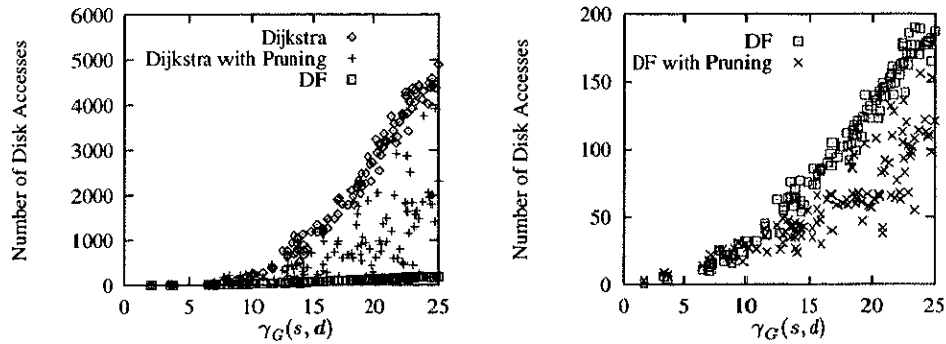 Number of Disk Accesses
6000
5000
4000
3000
2000
1000
0
Dijkstra
Dijkstra with Pruning
DF
0 5 10 15 20 25
γ_G(s, d)
Number of Disk Accesses
200
150
100
50
0
DF
DF with Pruning
0 5 10 15 20 25
γ_G(s, d)